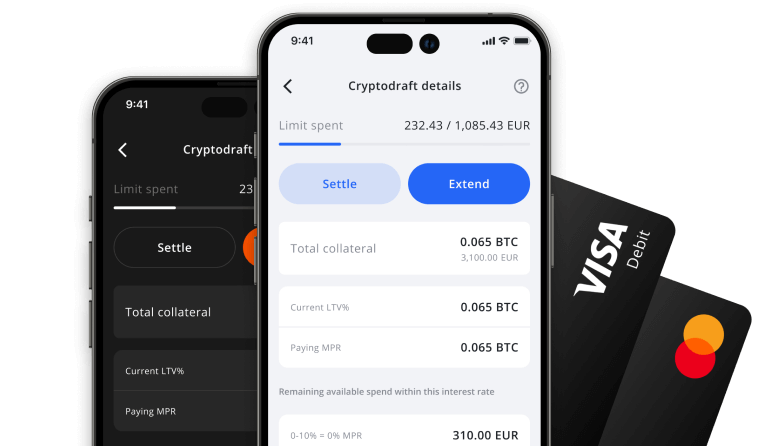 9:41
Cryptodraft
Limit spent 23
Settle
Total collateral
Current LTV%
Paying MPR
9:41
Cryptodraft details
Limit spent 232.43 / 1,085.43 EUR
Settle Extend
Total collateral 0.065 BTC
3,100.00 EUR
Current LTV% 0.065 BTC
Paying MPR 0.065 BTC
Remaining available spend within this interest rate
0-10% = 0% MPR 310.00 EUR
VISA
Debit